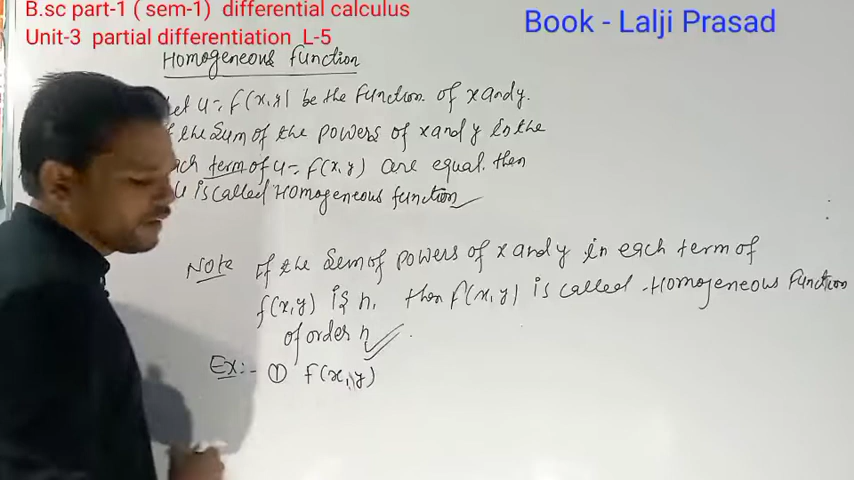 B.sc part-1 ( sem-1) differential calculus
Unit-3 partial differentiation L-5
Book - Lalji Prasad
Homogeneous function
Let u = f(x,y) be the function of x and y.
If the Sum of the powers of x and y in the
each term of u = f(x,y) are equal. then
u is called Homogeneous function
Note If the Sum of powers of x and y in each term of
f(x,y) is n, then f(x,y) is called Homogeneous function
of order n
Ex:- ① f(x,y)